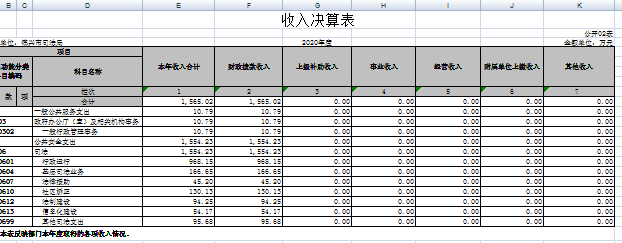 B C D E F G H I J K
收入决算表
公开02表
单位：德兴市司法局 2020年度 金额单位：万元
项目 本年收入合计 财政拨款收入 上级补助收入 事业收入 经营收入 附属单位上缴收入 其他收入
功能分类 科目名称
目编码
款 项 栏次 1 2 3 4 5 6 7
合计 1,565.02 1,565.02 0.00 0.00 0.00 0.00 0.00
一般公共服务支出 10.79 10.79 0.00 0.00 0.00 0.00 0.00
03 政府办公厅（室）及相关机构事务 10.79 10.79 0.00 0.00 0.00 0.00 0.00
0302 一般行政管理事务 10.79 10.79 0.00 0.00 0.00 0.00 0.00
公共安全支出 1,554.23 1,554.23 0.00 0.00 0.00 0.00 0.00
06 司法 1,554.23 1,554.23 0.00 0.00 0.00 0.00 0.00
0601 行政运行 968.15 968.15 0.00 0.00 0.00 0.00 0.00
0604 基层司法业务 166.65 166.65 0.00 0.00 0.00 0.00 0.00
0607 法律援助 45.20 45.20 0.00 0.00 0.00 0.00 0.00
0610 社区矫正 130.13 130.13 0.00 0.00 0.00 0.00 0.00
0612 法制建设 94.25 94.25 0.00 0.00 0.00 0.00 0.00
0613 信息化建设 54.17 54.17 0.00 0.00 0.00 0.00 0.00
0699 其他司法支出 95.68 95.68 0.00 0.00 0.00 0.00 0.00
本表反映部门本年度取得的各项收入情况。